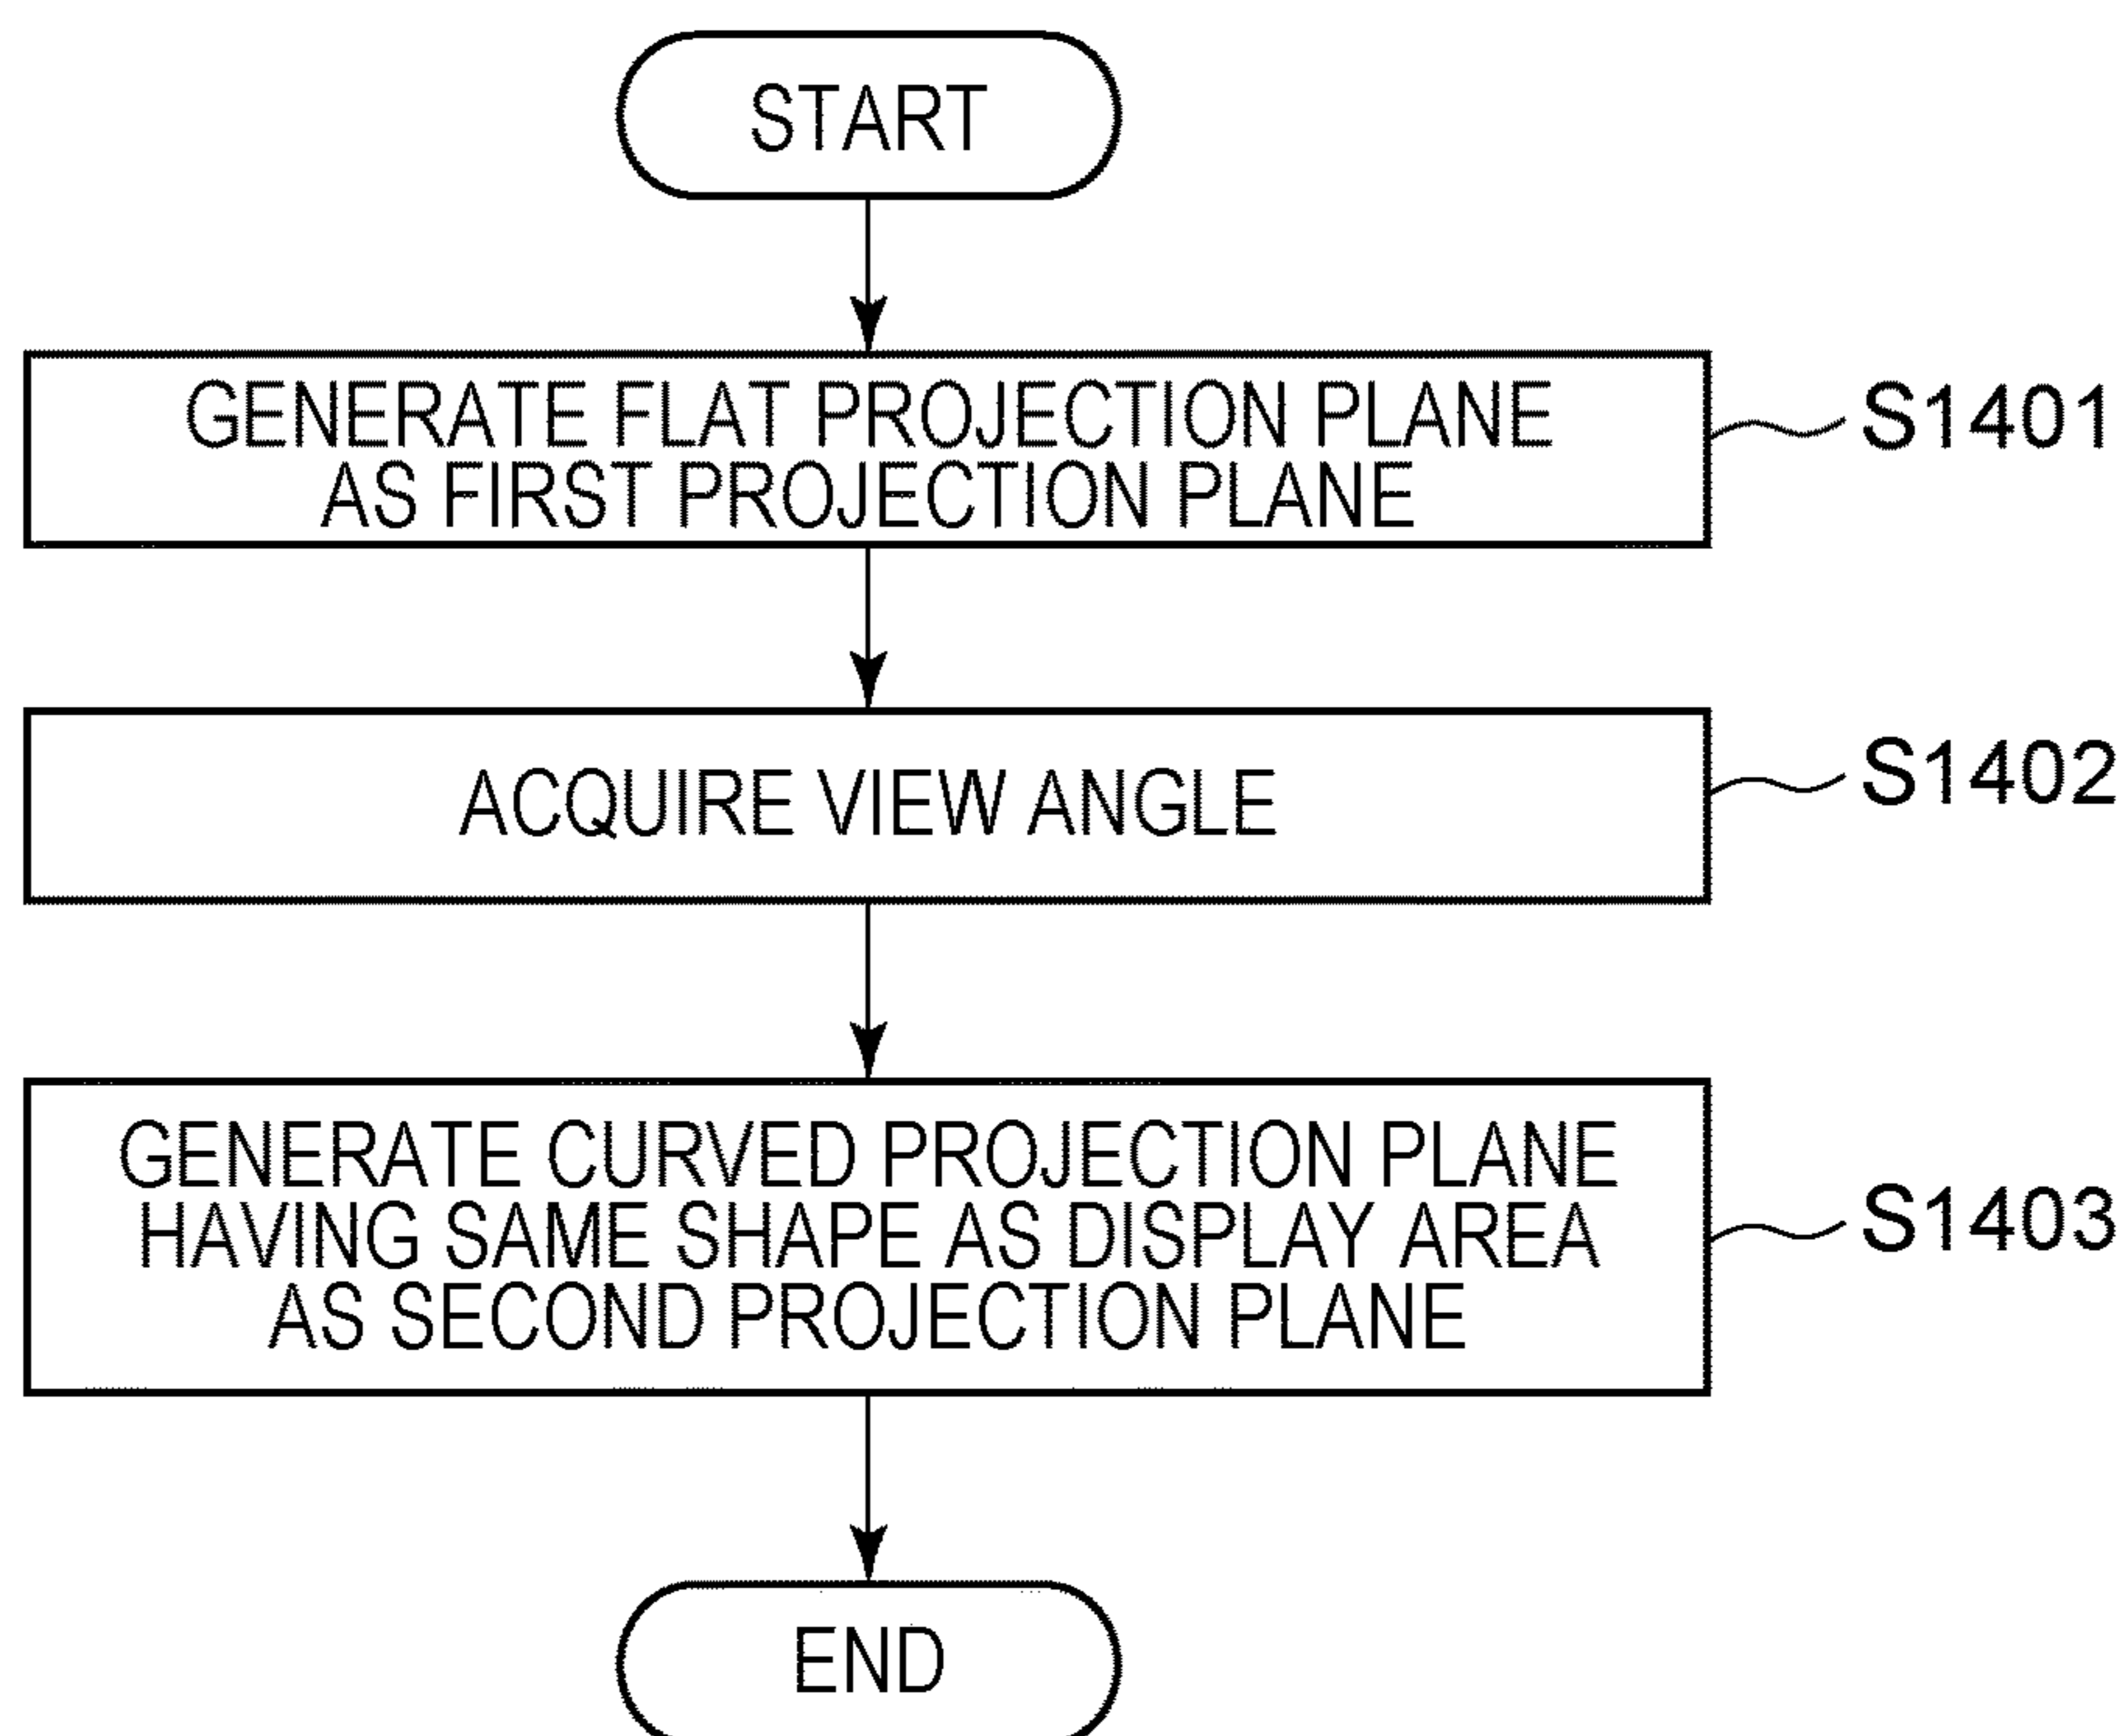 START
GENERATE FLAT PROJECTION PLANE
AS FIRST PROJECTION PLANE
S1401
ACQUIRE VIEW ANGLE
S1402
GENERATE CURVED PROJECTION PLANE
HAVING SAME SHAPE AS DISPLAY AREA
AS SECOND PROJECTION PLANE
S1403
END